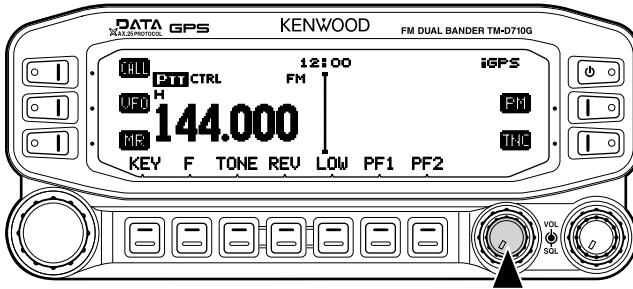 DATA GPS KENWOOD FM DUAL BANDER TM-D710G
AX.25 PROTOCOL
CALL 12:00 iGPS
PTT CTRL FM
VFO H PM
MR 144.000 TNC
KEY F TONE REV LOW PF1 PF2
VOL
SQL